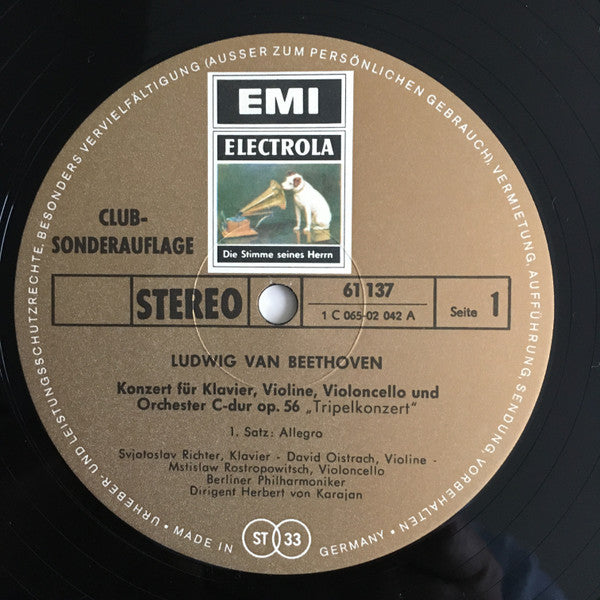 URHEBER- UND LEISTUNGSSCHUTZRECHTE, BESONDERS VERVIELFÄLTIGUNG (AUSSER ZUM PERSÖNLICHEN GEBRAUCH), VERMIETUNG, AUFFÜHRUNG, SENDUNG, VORBEHALTEN •
EMI
ELECTROLA
Die Stimme seines Herrn
CLUB-
SONDERAUFLAGE
STEREO
61 137
1 C 065-02 042 A
Seite 1
LUDWIG VAN BEETHOVEN
Konzert für Klavier, Violine, Violoncello und
Orchester C-dur op. 56 „Tripelkonzert“
1. Satz: Allegro
Svjatoslav Richter, Klavier - David Oistrach, Violine -
Mstislaw Rostropowitsch, Violoncello
Berliner Philharmoniker
Dirigent Herbert von Karajan
• MADE IN
ST 33
GERMANY •